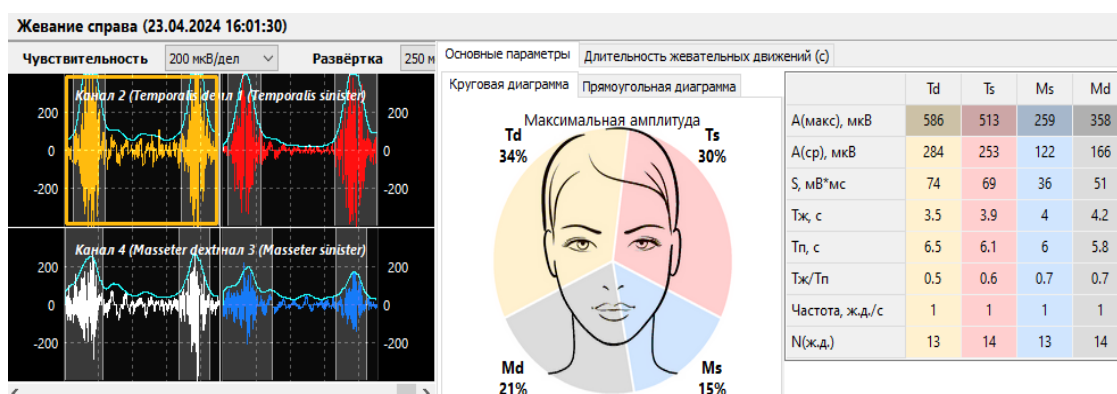 Жевание справа (23.04.2024 16:01:30)
Чувствительность 200 мкВ/дел Развёртка 250 м
Основные параметры Длительность жевательных движений (с)
Круговая диаграмма Прямоугольная диаграмма
Канал 2 (Temporalis de нал 1 (Temporalis sinister)
200 200
0 0
-200 -200
Канал 4 (Masseter dext нал 3 (Masseter sinister)
200 200
0 0
-200 -200
Максимальная амплитуда
Td Ts
34% 30%
Md Ms
21% 15%
Td Ts Ms Md
A(макс), мкВ 586 513 259 358
A(ср), мкВ 284 253 122 166
S, мВ*мс 74 69 36 51
Тж, с 3.5 3.9 4 4.2
Тп, с 6.5 6.1 6 5.8
Тж/Тп 0.5 0.6 0.7 0.7
Частота, ж.д./с 1 1 1 1
N(ж.д.) 13 14 13 14